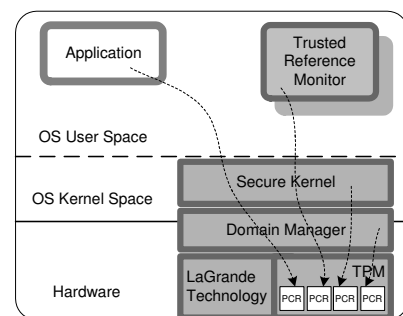 Application
Trusted
Reference
Monitor
OS User Space
Secure Kernel
OS Kernel Space
Domain Manager
LaGrande
Technology
TPM
Hardware
PCR PCR PCR PCR